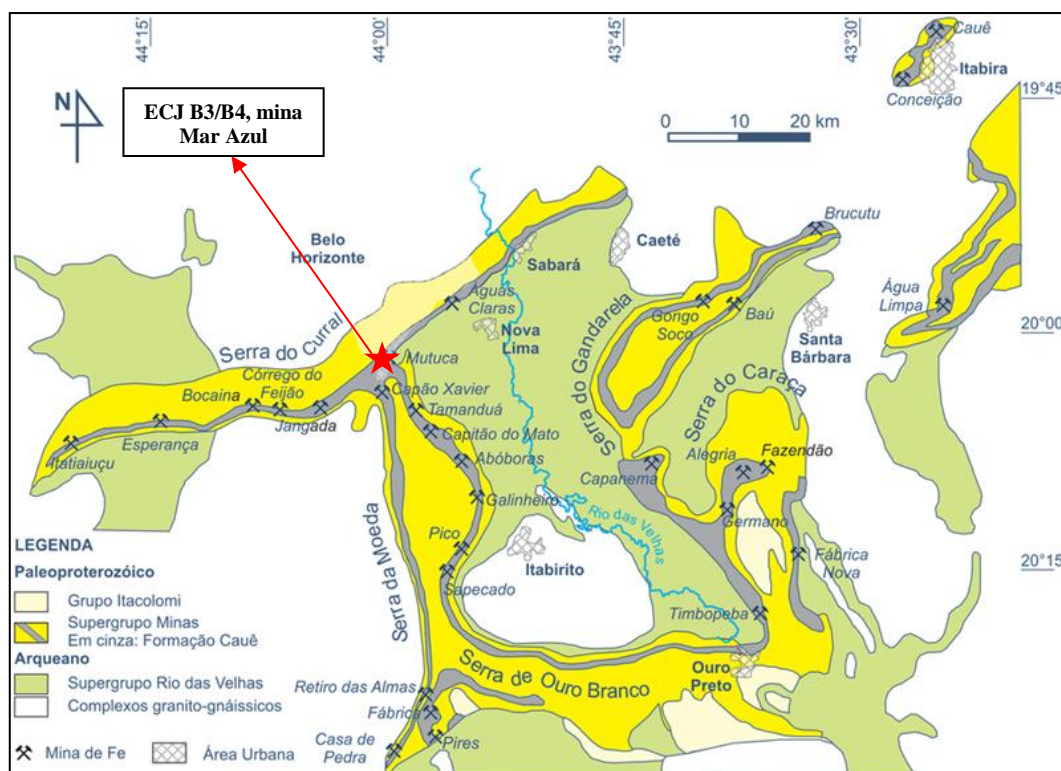 44°15'
44°00'
43°45'
43°30'
Cauê
Itabira
Conceição
19°45
N
ECJ B3/B4, mina
Mar Azul
0 10 20 km
Belo
Horizonte
Sabará
Caeté
Brucutu
Águas
Claras
Nova
Lima
Serra do Curral
Mutuca
Serra do Gandarela
Gongo
Soco
Baú
Santa
Bárbara
Água
Limpa
20°00
Serra do Caraça
Córrego do
Feijão
Bocaina
Jangada
Esperança
Itatiaiuçu
Capão Xavier
Tamanduá
Capitão do Mato
Abóboras
Galinheiro
Capanema
Alegria
Fazendão
Germano
Rio das Velhas
Serra da Moeda
Pico
Sapecado
Itabirito
Fábrica
Nova
20°15
Timbopeba
Ouro
Preto
Serra de Ouro Branco
Retiro das Almas
Fábrica
Casa de
Pedra
Pires
LEGENDA
Paleoproterozóico
Grupo Itacolomi
Supergrupo Minas
Em cinza: Formação Cauê
Arqueano
Supergrupo Rio das Velhas
Complexos granito-gnáissicos
Mina de Fe
Área Urbana